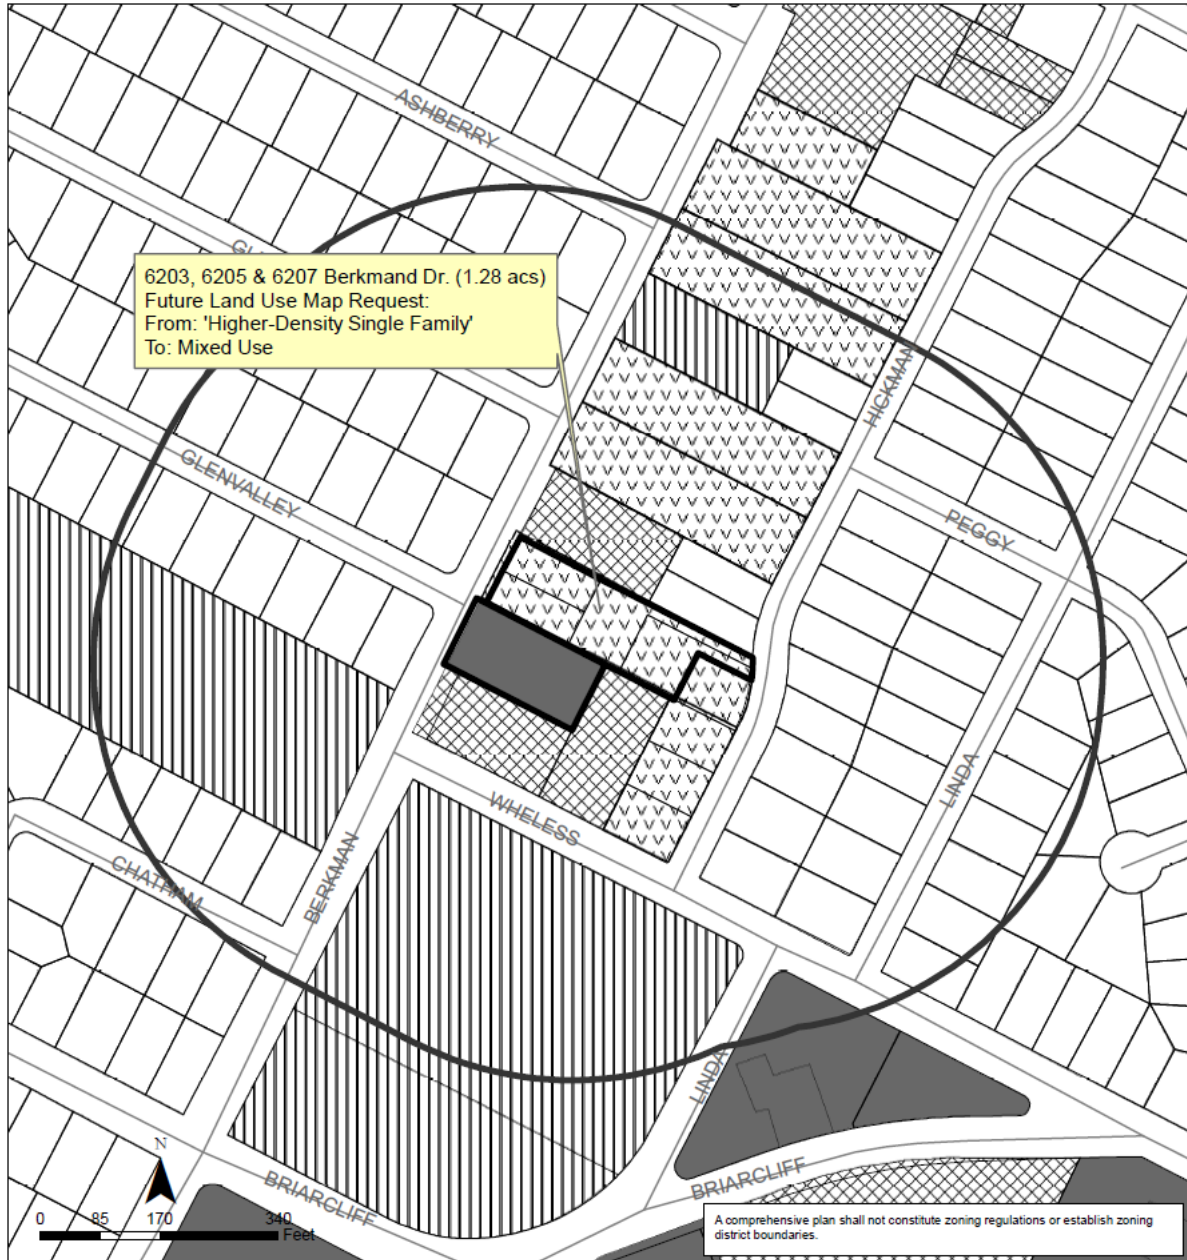 ASHBERRY
GL
6203, 6205 & 6207 Berkmand Dr. (1.28 acs)
Future Land Use Map Request:
From: 'Higher-Density Single Family'
To: Mixed Use
HICKMAN
GLENVALLEY
PEGGY
LINDA
WHELESS
BERKMAN
CHATHAM
LINDA
BRIARCLIFF
BRIARCLIFF
N
0 85 170 340
Feet
A comprehensive plan shall not constitute zoning regulations or establish zoning
district boundaries.